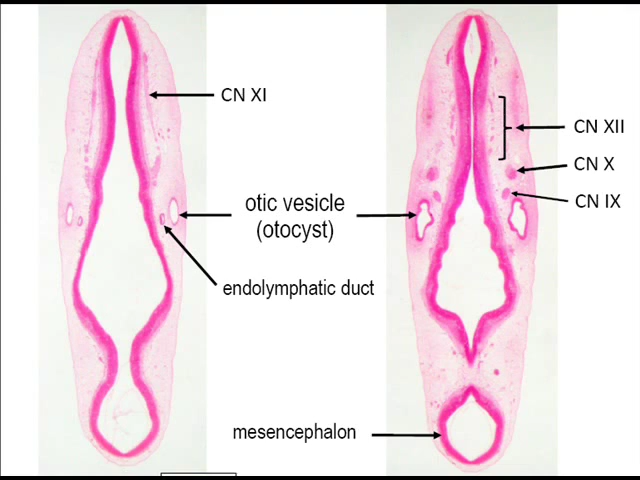 CN XI
CN XII
CN X
CN IX
otic vesicle
(otocyst)
endolymphatic duct
mesencephalon